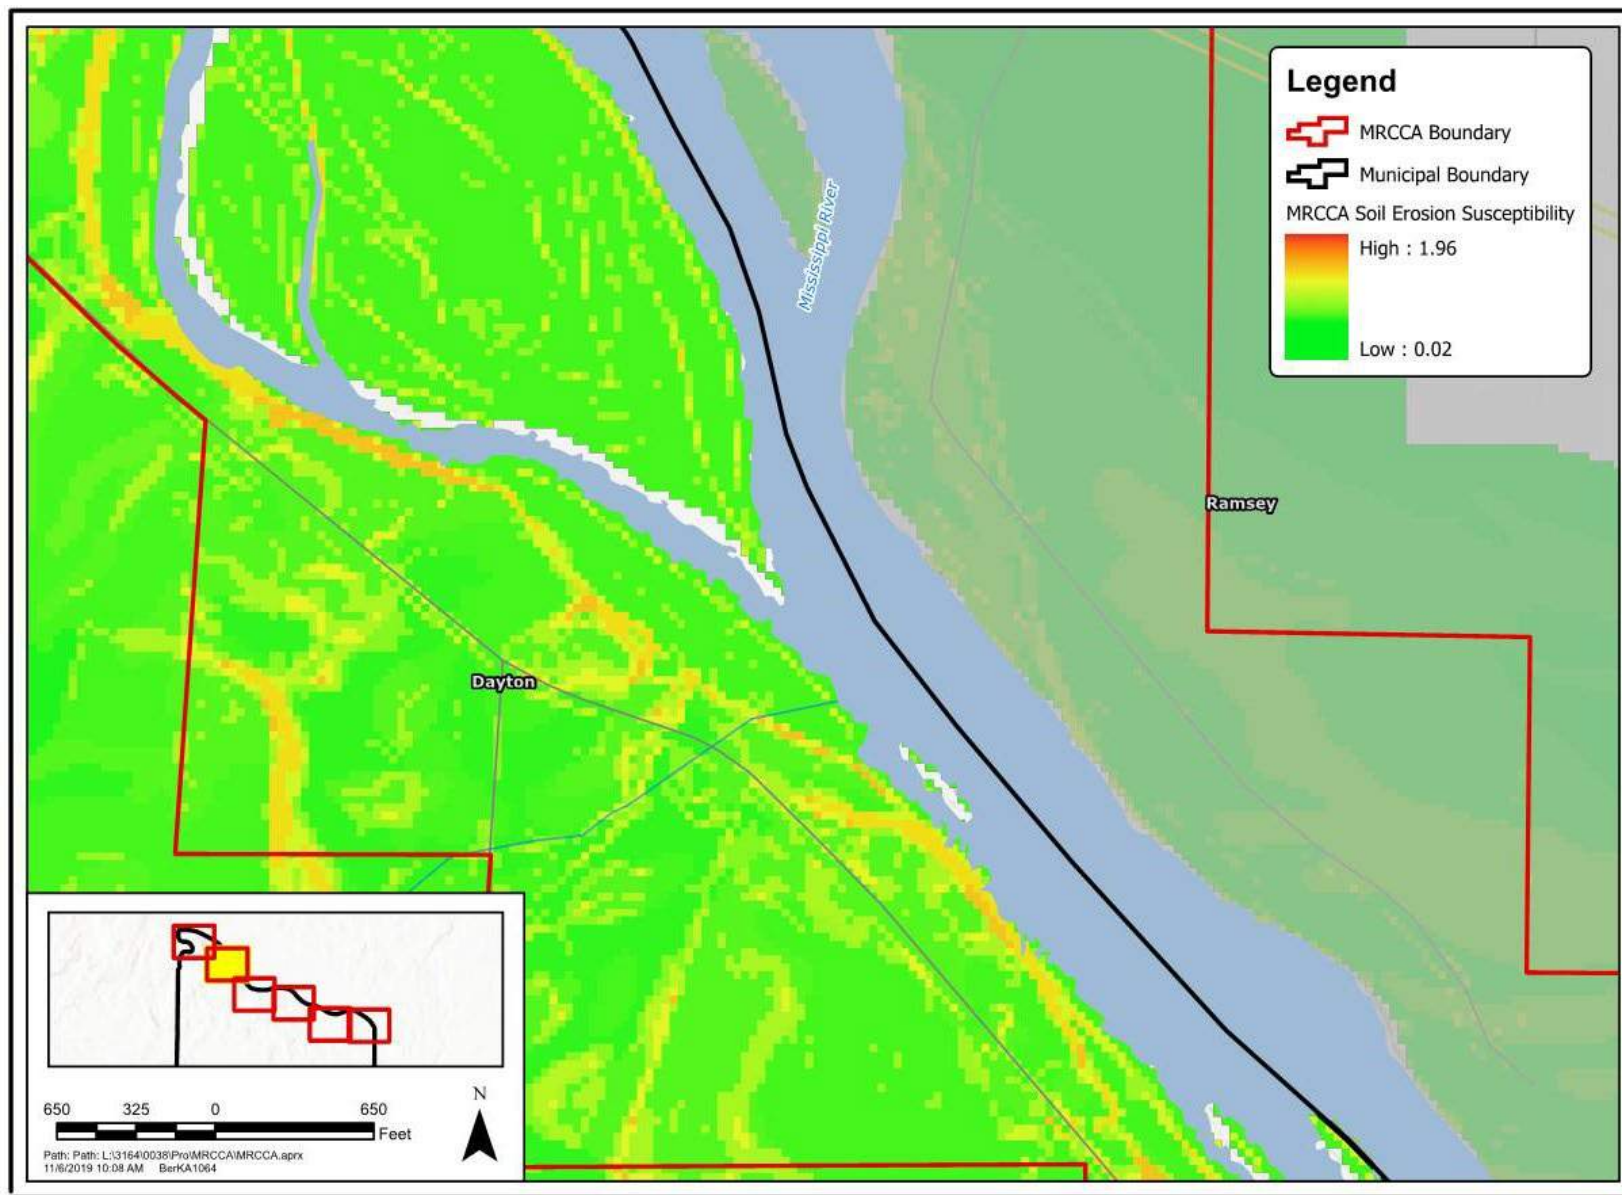 Legend
MRCCA Boundary
Municipal Boundary
MRCCA Soil Erosion Susceptibility
High : 1.96
Low : 0.02
Mississippi River
Ramsey
Dayton
N
650 325 0 650
Feet
Path: Path: L:\3164\0038\Pro\MRCCA\MRCCA.aprx
11/6/2019 10:08 AM BerKA1064